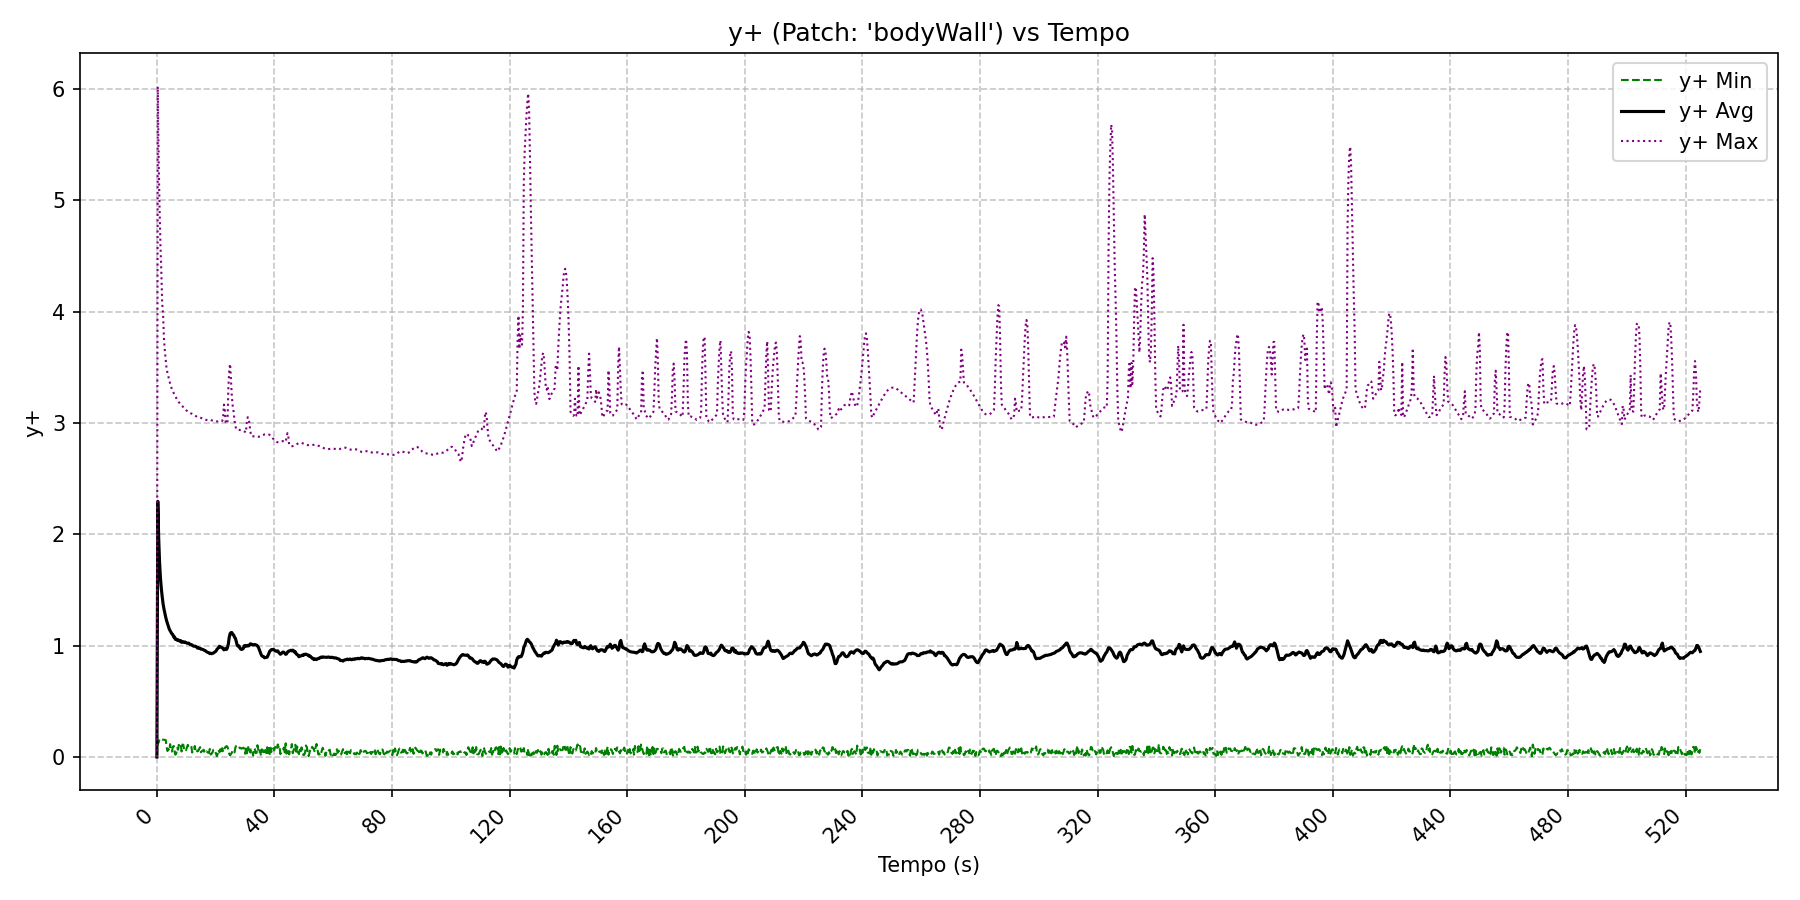 y+ (Patch: 'bodyWall') vs Tempo
y+ Min
y+ Avg
y+ Max
y+
6
5
4
3
2
1
0
0 40 80 120 160 200 240 280 320 360 400 440 480 520
Tempo (s)